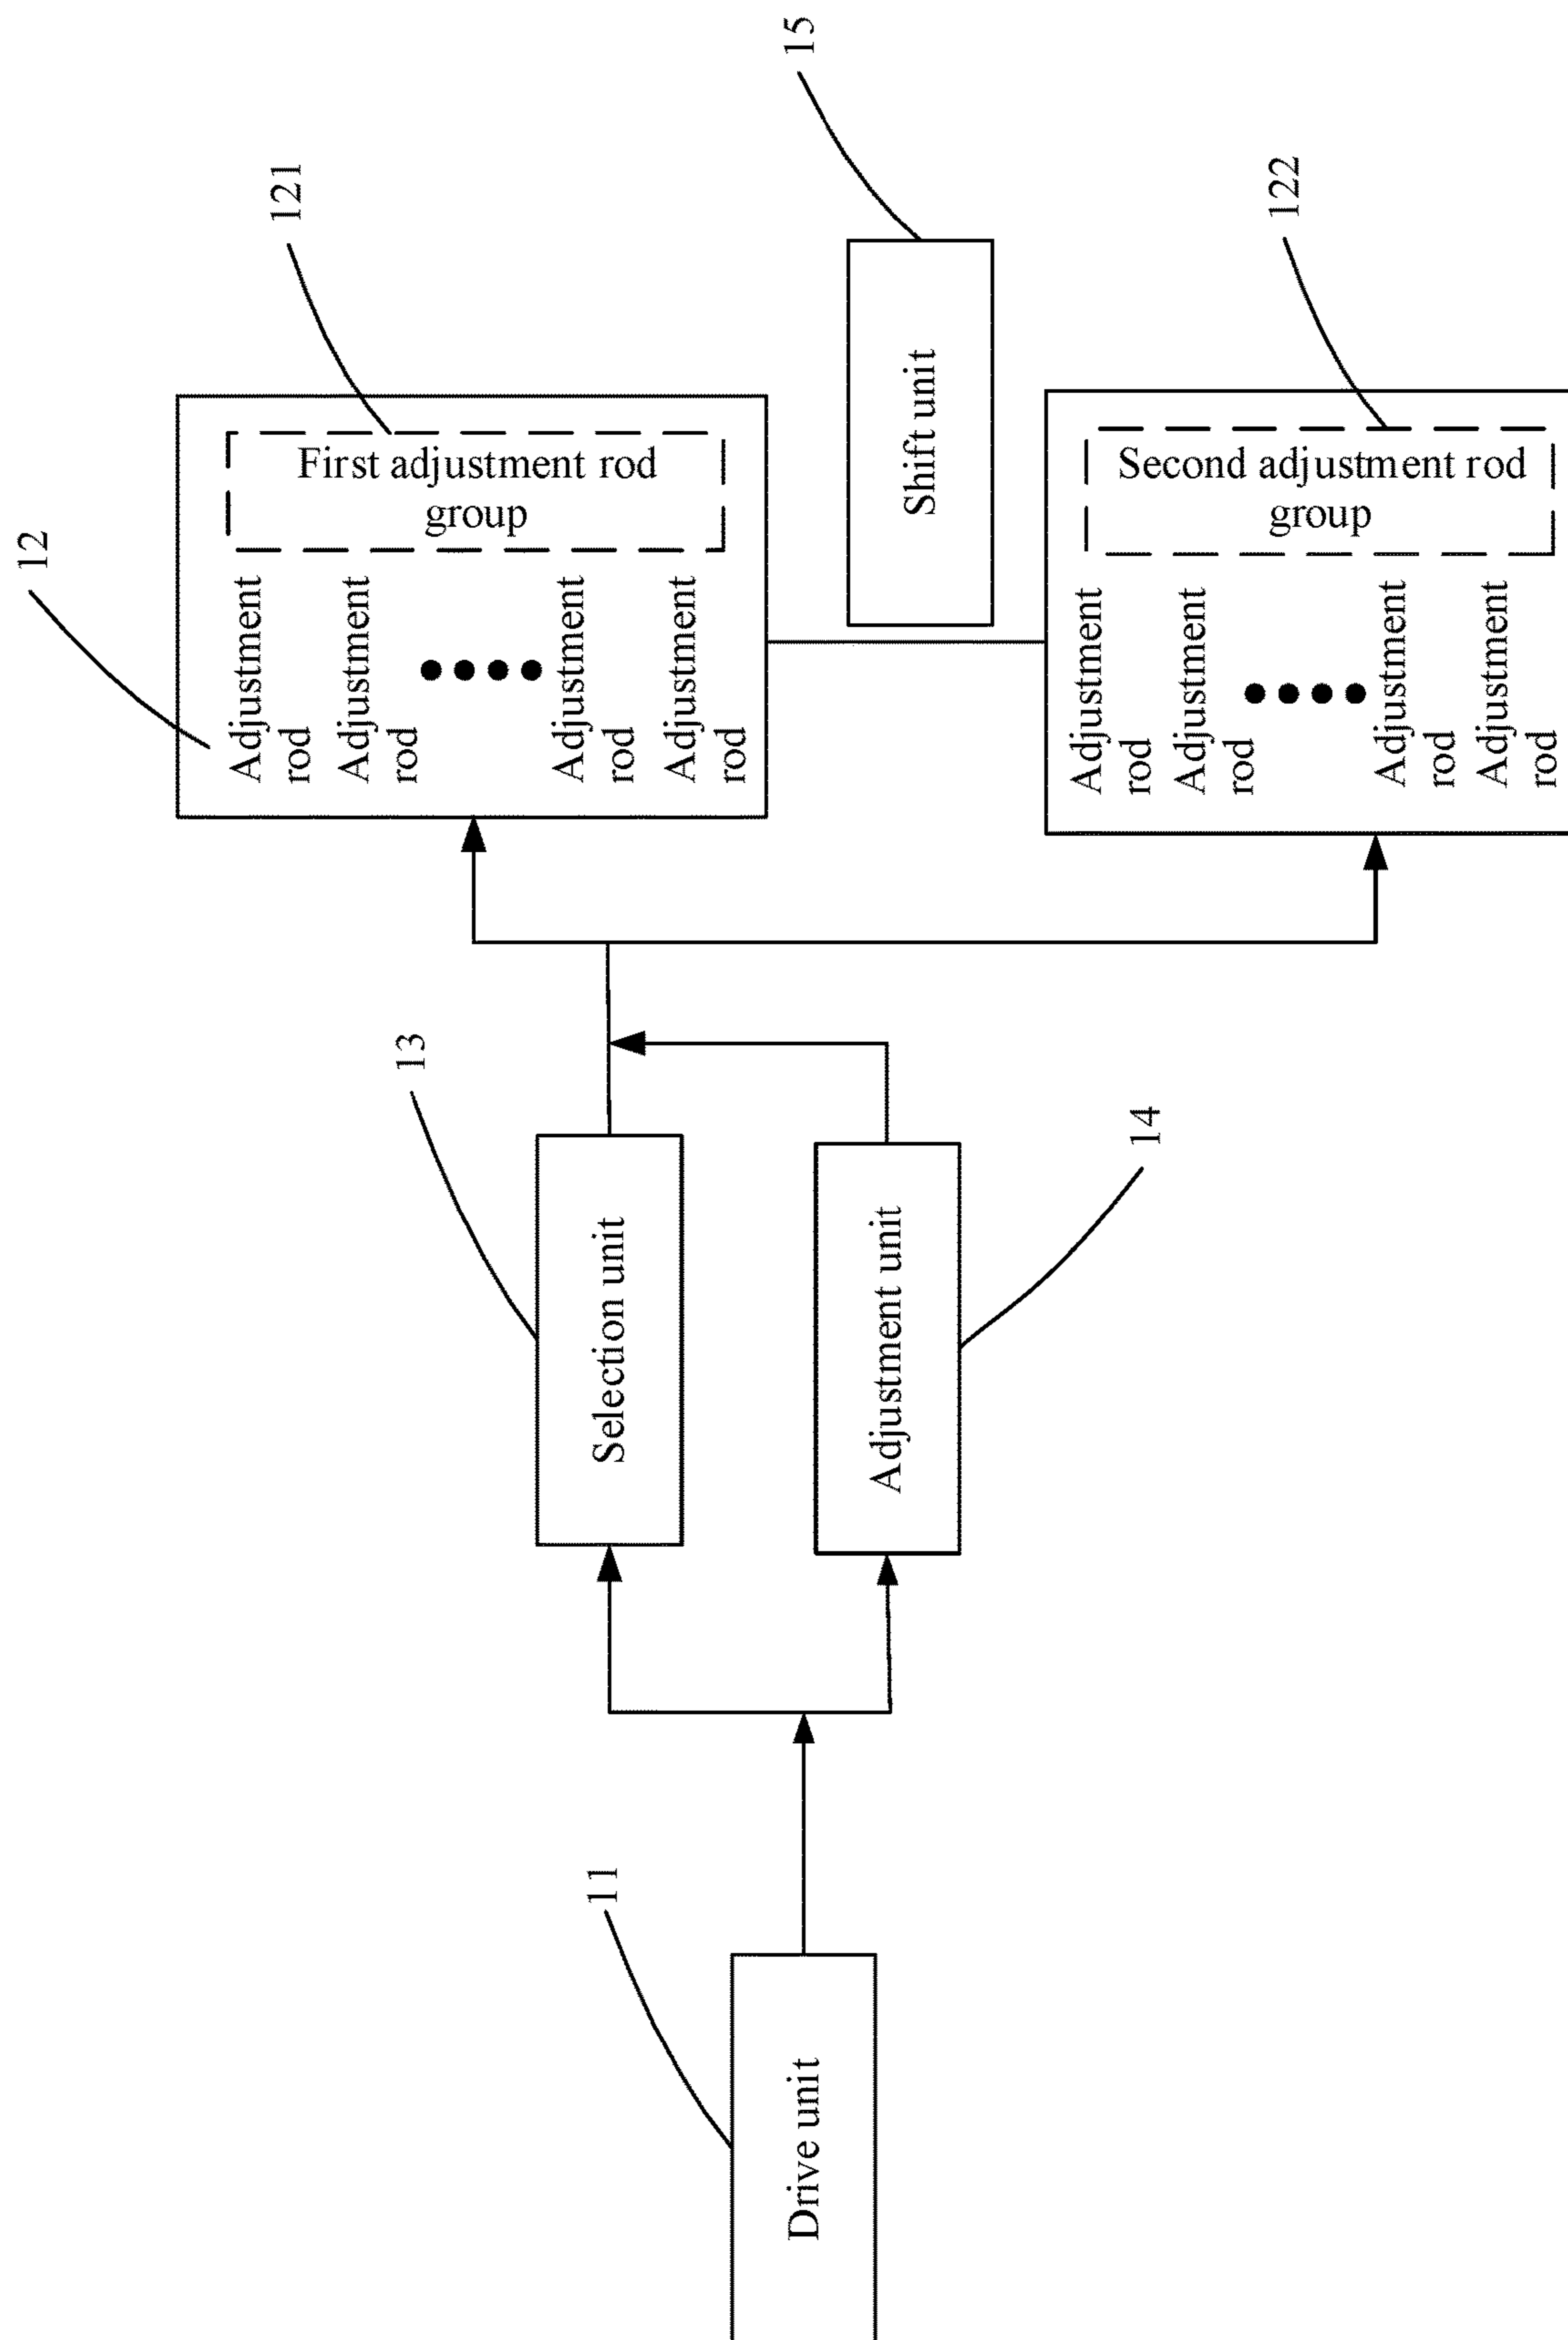 15
121
122
12
First adjustment rod
group
Adjustment
rod
Adjustment
rod
Adjustment
rod
Adjustment
rod
Shift unit
Second adjustment rod
group
Adjustment
rod
Adjustment
rod
Adjustment
rod
Adjustment
rod
13
14
Selection unit
Adjustment unit
11
Drive unit